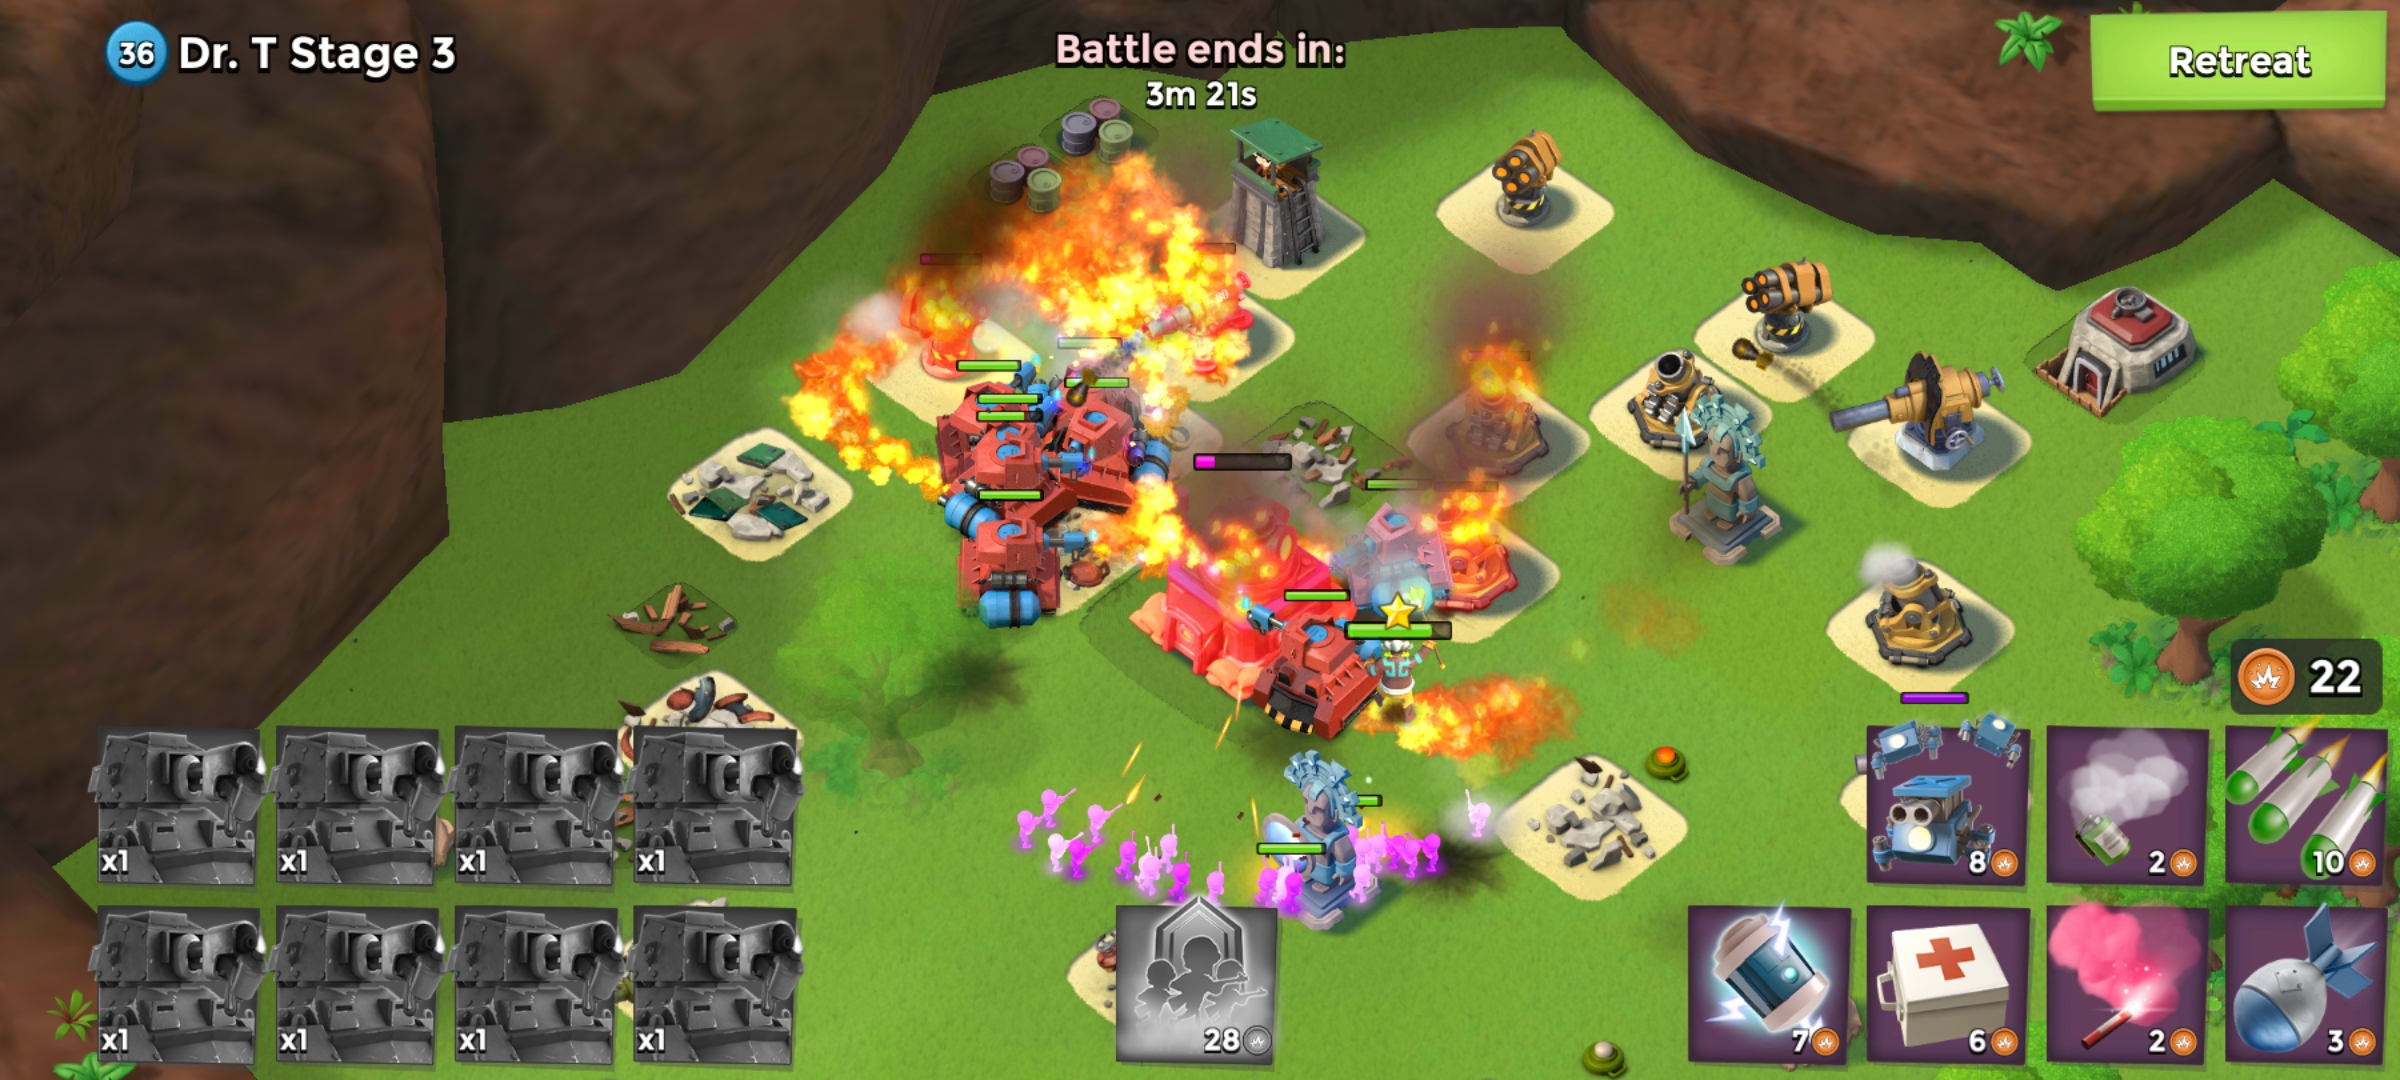 36 Dr. T Stage 3
Battle ends in:
3m 21s
Retreat
22
x1 x1 x1 x1
8 2 10
x1 x1 x1 x1
28
7 6 2 3